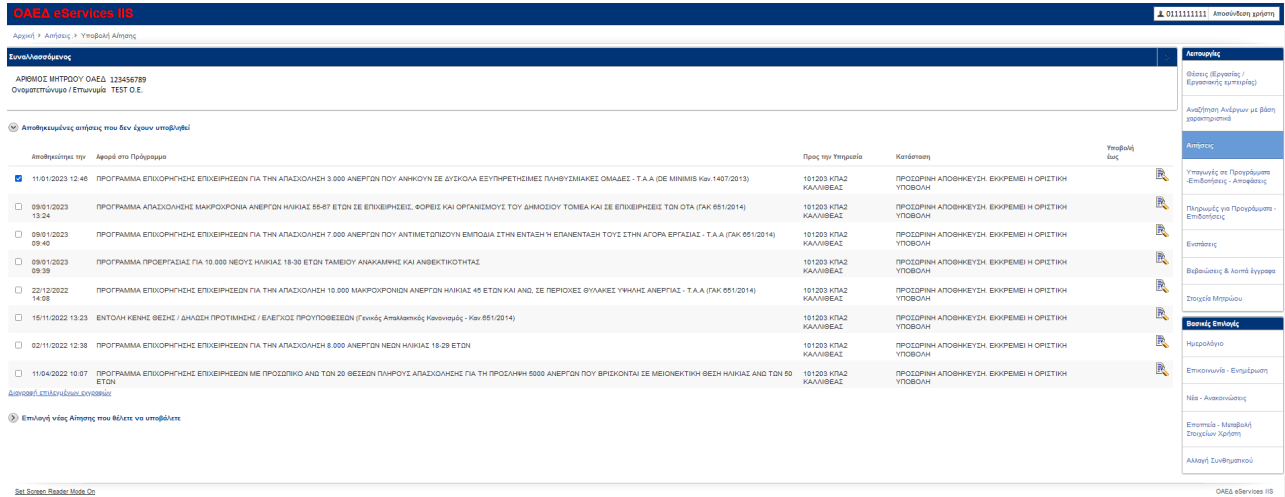 ΟΑΕΔ eServices IIS
0111111111 Αποσύνδεση χρήστη
Αρχική > Αιτήσεις > Υποβολή Αίτησης
Συναλλασσόμενος
ΑΡΙΘΜΟΣ ΜΗΤΡΩΟΥ ΟΑΕΔ 123456789
Ονοματεπώνυμο / Επωνυμία TEST Ο.Ε.
Αποθηκευμένες αιτήσεις που δεν έχουν υποβληθεί
Αποθηκεύτηκε την Αφορά στο Πρόγραμμα Προς την Υπηρεσία Κατάσταση Υποβολή έως
11/01/2023 12:46 ΠΡΟΓΡΑΜΜΑ ΕΠΙΧΟΡΗΓΗΣΗΣ ΕΠΙΧΕΙΡΗΣΕΩΝ ΓΙΑ ΤΗΝ ΑΠΑΣΧΟΛΗΣΗ 3.000 ΑΝΕΡΓΩΝ ΠΟΥ ΑΝΗΚΟΥΝ ΣΕ ΔΥΣΚΟΛΑ ΕΞΥΠΗΡΕΤΗΣΙΜΕΣ ΠΛΗΘΥΣΜΙΑΚΕΣ ΟΜΑΔΕΣ - Τ.Α.Α (DE MINIMIS Καν.1407/2013) 101203 ΚΠΑ2 ΠΡΟΣΩΡΙΝΗ ΑΠΟΘΗΚΕΥΣΗ. ΕΚΚΡΕΜΕΙ Η ΟΡΙΣΤΙΚΗ
ΚΑΛΛΙΘΕΑΣ ΥΠΟΒΟΛΗ
09/01/2023 ΠΡΟΓΡΑΜΜΑ ΑΠΑΣΧΟΛΗΣΗΣ ΜΑΚΡΟΧΡΟΝΙΑ ΑΝΕΡΓΩΝ ΗΛΙΚΙΑΣ 55-67 ΕΤΩΝ ΣΕ ΕΠΙΧΕΙΡΗΣΕΙΣ, ΦΟΡΕΙΣ ΚΑΙ ΟΡΓΑΝΙΣΜΟΥΣ ΤΟΥ ΔΗΜΟΣΙΟΥ ΤΟΜΕΑ ΚΑΙ ΣΕ ΕΠΙΧΕΙΡΗΣΕΙΣ ΤΩΝ ΟΤΑ (ΓΑΚ 651/2014) 101203 ΚΠΑ2 ΠΡΟΣΩΡΙΝΗ ΑΠΟΘΗΚΕΥΣΗ. ΕΚΚΡΕΜΕΙ Η ΟΡΙΣΤΙΚΗ
13:24 ΚΑΛΛΙΘΕΑΣ ΥΠΟΒΟΛΗ
09/01/2023 ΠΡΟΓΡΑΜΜΑ ΕΠΙΧΟΡΗΓΗΣΗΣ ΕΠΙΧΕΙΡΗΣΕΩΝ ΓΙΑ ΤΗΝ ΑΠΑΣΧΟΛΗΣΗ 7.000 ΑΝΕΡΓΩΝ ΠΟΥ ΑΝΤΙΜΕΤΩΠΙΖΟΥΝ ΕΜΠΟΔΙΑ ΣΤΗΝ ΕΝΤΑΞΗ Ή ΕΠΑΝΕΝΤΑΞΗ ΤΟΥΣ ΣΤΗΝ ΑΓΟΡΑ ΕΡΓΑΣΙΑΣ - Τ.Α.Α (ΓΑΚ 651/2014) 101203 ΚΠΑ2 ΠΡΟΣΩΡΙΝΗ ΑΠΟΘΗΚΕΥΣΗ. ΕΚΚΡΕΜΕΙ Η ΟΡΙΣΤΙΚΗ
09:40 ΚΑΛΛΙΘΕΑΣ ΥΠΟΒΟΛΗ
09/01/2023 ΠΡΟΓΡΑΜΜΑ ΠΡΟΕΡΓΑΣΙΑΣ ΓΙΑ 10.000 ΝΕΟΥΣ ΗΛΙΚΙΑΣ 18-30 ΕΤΩΝ ΤΑΜΕΙΟΥ ΑΝΑΚΑΜΨΗΣ ΚΑΙ ΑΝΘΕΚΤΙΚΟΤΗΤΑΣ 101203 ΚΠΑ2 ΠΡΟΣΩΡΙΝΗ ΑΠΟΘΗΚΕΥΣΗ. ΕΚΚΡΕΜΕΙ Η ΟΡΙΣΤΙΚΗ
09:39 ΚΑΛΛΙΘΕΑΣ ΥΠΟΒΟΛΗ
22/12/2022 ΠΡΟΓΡΑΜΜΑ ΕΠΙΧΟΡΗΓΗΣΗΣ ΕΠΙΧΕΙΡΗΣΕΩΝ ΓΙΑ ΤΗΝ ΑΠΑΣΧΟΛΗΣΗ 10.000 ΜΑΚΡΟΧΡΟΝΙΩΝ ΑΝΕΡΓΩΝ ΗΛΙΚΙΑΣ 45 ΕΤΩΝ ΚΑΙ ΑΝΩ, ΣΕ ΠΕΡΙΟΧΕΣ ΘΥΛΑΚΕΣ ΥΨΗΛΗΣ ΑΝΕΡΓΙΑΣ - Τ.Α.Α (ΓΑΚ 651/2014) 101203 ΚΠΑ2 ΠΡΟΣΩΡΙΝΗ ΑΠΟΘΗΚΕΥΣΗ. ΕΚΚΡΕΜΕΙ Η ΟΡΙΣΤΙΚΗ
14:08 ΚΑΛΛΙΘΕΑΣ ΥΠΟΒΟΛΗ
15/11/2022 13:23 ΕΝΤΟΛΗ ΚΕΝΗΣ ΘΕΣΗΣ / ΔΗΛΩΣΗ ΠΡΟΤΙΜΗΣΗΣ / ΕΛΕΓΧΟΣ ΠΡΟΥΠΟΘΕΣΕΩΝ (Γενικός Απαλλακτικός Κανονισμός - Καν.651/2014) 101203 ΚΠΑ2 ΠΡΟΣΩΡΙΝΗ ΑΠΟΘΗΚΕΥΣΗ. ΕΚΚΡΕΜΕΙ Η ΟΡΙΣΤΙΚΗ
ΚΑΛΛΙΘΕΑΣ ΥΠΟΒΟΛΗ
02/11/2022 12:38 ΠΡΟΓΡΑΜΜΑ ΕΠΙΧΟΡΗΓΗΣΗΣ ΕΠΙΧΕΙΡΗΣΕΩΝ ΓΙΑ ΤΗΝ ΑΠΑΣΧΟΛΗΣΗ 8.000 ΑΝΕΡΓΩΝ ΝΕΩΝ ΗΛΙΚΙΑΣ 18-29 ΕΤΩΝ 101203 ΚΠΑ2 ΠΡΟΣΩΡΙΝΗ ΑΠΟΘΗΚΕΥΣΗ. ΕΚΚΡΕΜΕΙ Η ΟΡΙΣΤΙΚΗ
ΚΑΛΛΙΘΕΑΣ ΥΠΟΒΟΛΗ
11/04/2022 10:07 ΠΡΟΓΡΑΜΜΑ ΕΠΙΧΟΡΗΓΗΣΗΣ ΕΠΙΧΕΙΡΗΣΕΩΝ ΜΕ ΠΡΟΣΩΠΙΚΟ ΑΝΩ ΤΩΝ 20 ΘΕΣΕΩΝ ΠΛΗΡΟΥΣ ΑΠΑΣΧΟΛΗΣΗΣ ΓΙΑ ΤΗ ΠΡΟΣΛΗΨΗ 5000 ΑΝΕΡΓΩΝ ΠΟΥ ΒΡΙΣΚΟΝΤΑΙ ΣΕ ΜΕΙΟΝΕΚΤΙΚΗ ΘΕΣΗ ΗΛΙΚΙΑΣ ΑΝΩ ΤΩΝ 50 101203 ΚΠΑ2 ΠΡΟΣΩΡΙΝΗ ΑΠΟΘΗΚΕΥΣΗ. ΕΚΚΡΕΜΕΙ Η ΟΡΙΣΤΙΚΗ
ΕΤΩΝ ΚΑΛΛΙΘΕΑΣ ΥΠΟΒΟΛΗ
Διαγραφή επιλεγμένων εγγραφών
Επιλογή νέας Αίτησης που θέλετε να υποβάλετε
Λειτουργίες
Θέσεις (Εργασίας /
Εργασιακής εμπειρίας)
Αναζήτηση Ανέργων με βάση
χαρακτηριστικά
Αιτήσεις
Υπαγωγές σε Προγράμματα
-Επιδοτήσεις - Αποφάσεις
Πληρωμές για Προγράμματα -
Επιδοτήσεις
Ενστάσεις
Βεβαιώσεις & λοιπά έγγραφα
Στοιχεία Μητρώου
Βασικές Επιλογές
Ημερολόγιο
Επικοινωνία - Ενημέρωση
Νέα - Ανακοινώσεις
Εποπτεία - Μεταβολή
Στοιχείων Χρήστη
Αλλαγή Συνθηματικού
Set Screen Reader Mode On
ΟΑΕΔ eServices IIS